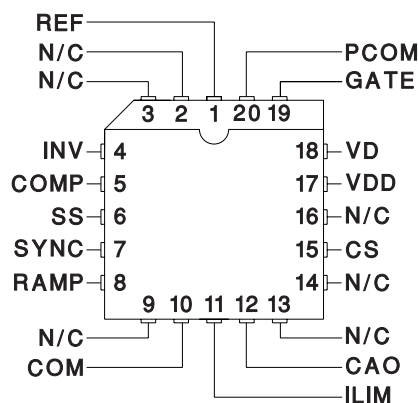 REF
N/C
PCOM
N/C
GATE
3 2 1 20 19
INV 4 18 VD
COMP 5 17 VDD
SS 6 16 N/C
SYNC 7 15 CS
RAMP 8 14 N/C
9 10 11 12 13
N/C
N/C
COM
CAO
ILIM